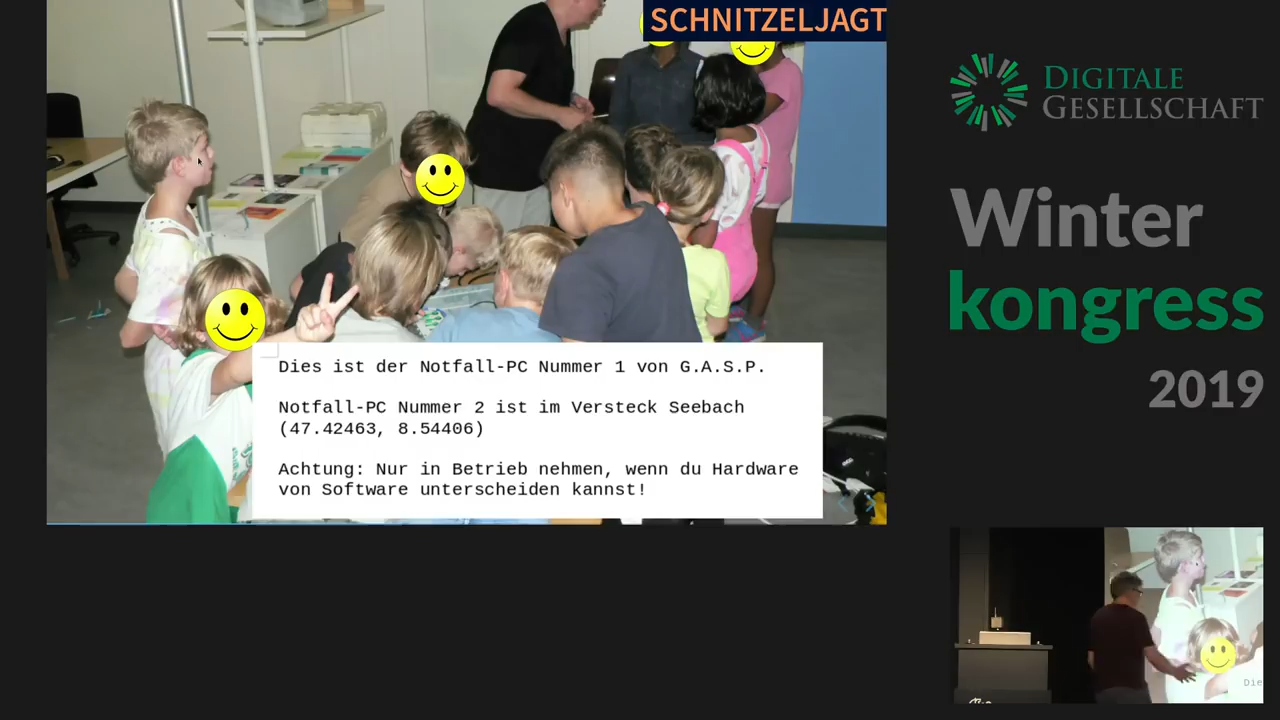 SCHNITZELJAGT
DIGITALE
GESELLSCHAFT
Winter
kongress
2019
Dies ist der Notfall-PC Nummer 1 von G.A.S.P.
Notfall-PC Nummer 2 ist im Versteck Seebach
(47.42463, 8.54406)
Achtung: Nur in Betrieb nehmen, wenn du Hardware
von Software unterscheiden kannst!
Die